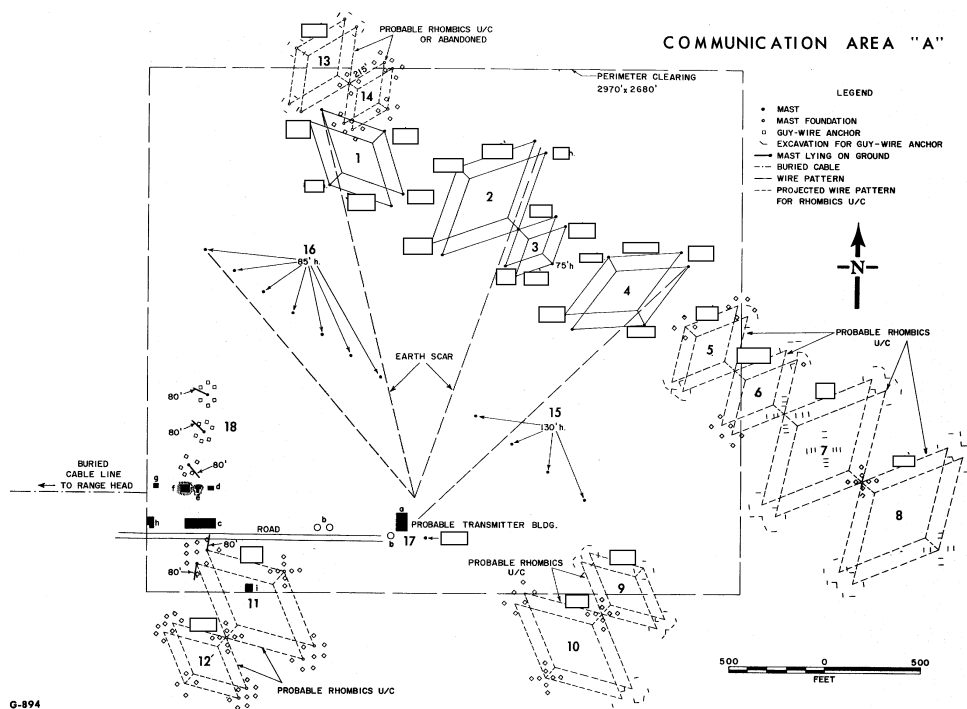 COMMUNICATION AREA "A"
PROBABLE RHOMBICS U/C
OR ABANDONED
13
215'
14
PERIMETER CLEARING
2970'x 2680'
LEGEND
MAST
MAST FOUNDATION
GUY-WIRE ANCHOR
EXCAVATION FOR GUY-WIRE ANCHOR
MAST LYING ON GROUND
BURIED CABLE
WIRE PATTERN
PROJECTED WIRE PATTERN
FOR RHOMBICS U/C
N
1
h.
2
3
75'h
4
16
85' h.
5
6
7
8
PROBABLE RHOMBICS
U/C
EARTH SCAR
15
130'h.
80'
80'
18
80'
BURIED
CABLE LINE
TO RANGE HEAD
g
f
e
d
h
c
b
a
PROBABLE TRANSMITTER BLDG.
ROAD
b
17
80'
80'
i
11
12
PROBABLE RHOMBICS U/C
PROBABLE RHOMBICS
U/C
9
10
500 0 500
FEET
G-894